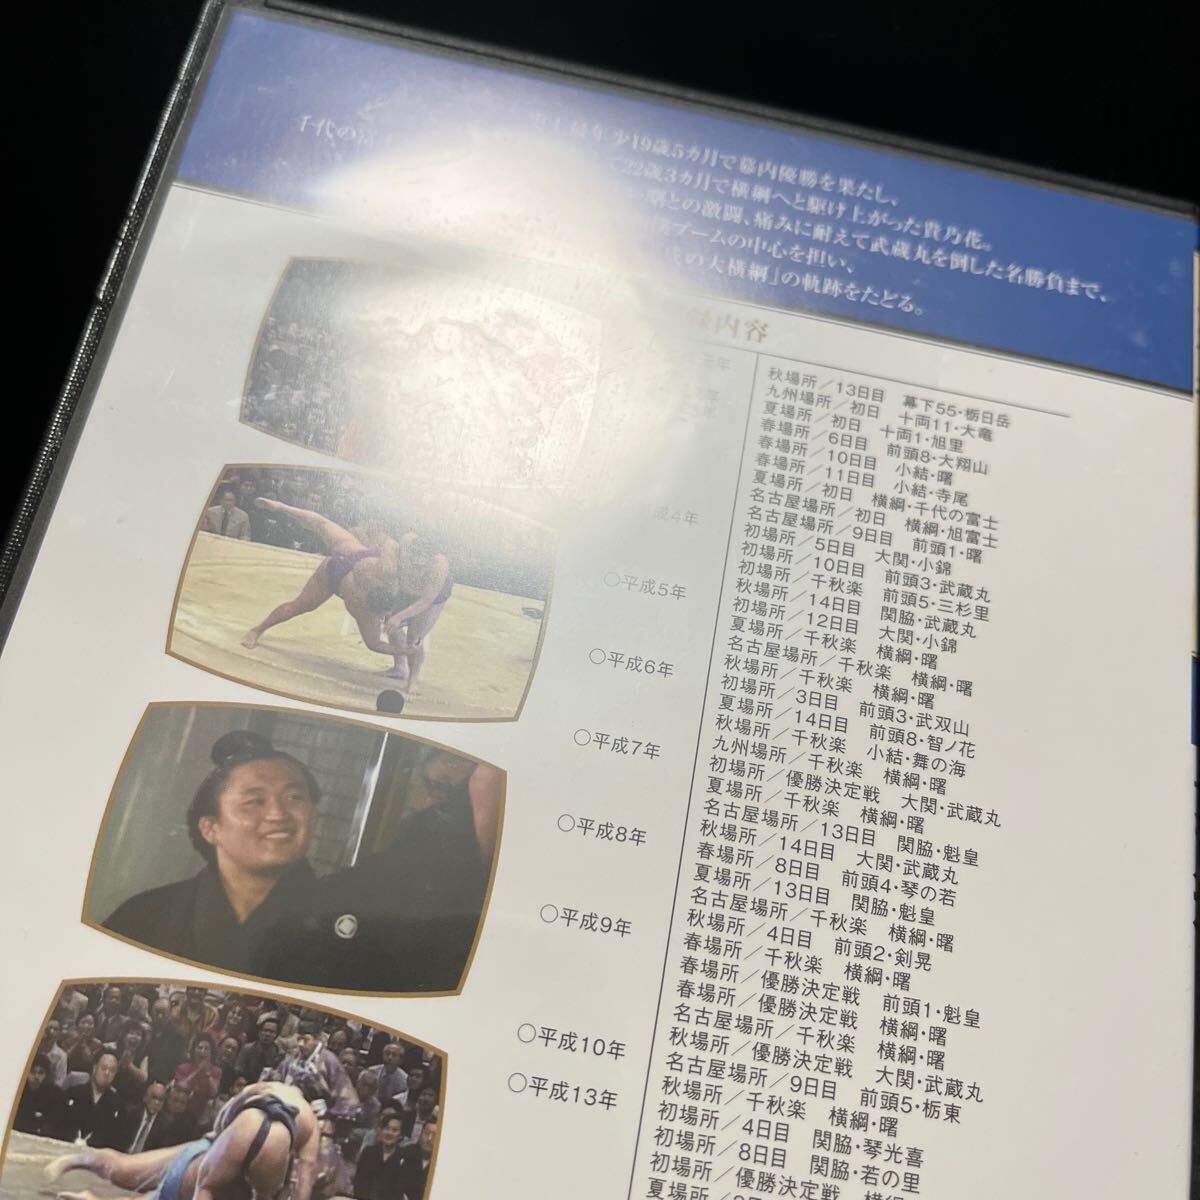 少19歳5カ月で幕内優勝を果たし、
千代の富
22歳3カ月で横綱へと駆け上がった貴乃花。
との激闘、痛みに耐えて武蔵丸を倒した名勝負まで、
ブームの中心を担い、
の大横綱」の軌跡をたどる。
内容
秋場所／13日目 幕下55・栃日岳
九州場所／初日 十両11・大竜
夏場所／初日 十両1・旭里
春場所／6日目 前頭8・大翔山
春場所／10日目 小結・曙
春場所／11日目 小結・寺尾
夏場所／初日 横綱・千代の富士
名古屋場所／初日 横綱・旭富士
名古屋場所／9日目 前頭1・曙
平成4年
初場所／5日目 大関・小錦
初場所／10日目 前頭3・武蔵丸
初場所／千秋楽 前頭5・三杉里
秋場所／14日目 関脇・武蔵丸
○平成5年
初場所／12日目 大関・小錦
夏場所／千秋楽 横綱・曙
名古屋場所／千秋楽 横綱・曙
秋場所／千秋楽 横綱・曙
○平成6年
初場所／3日目 前頭3・武双山
夏場所／14日目 前頭8・智ノ花
秋場所／千秋楽 小結・舞の海
九州場所／千秋楽 横綱・曙
○平成7年
初場所／優勝決定戦 大関・武蔵丸
夏場所／千秋楽 横綱・曙
名古屋場所／13日目 関脇・魁皇
秋場所／14日目 大関・武蔵丸
○平成8年
春場所／8日目 前頭4・琴の若
夏場所／13日目 関脇・魁皇
名古屋場所／千秋楽 横綱・曙
秋場所／4日目 前頭2・剣晃
○平成9年
春場所／千秋楽 横綱・曙
春場所／優勝決定戦 前頭1・魁皇
春場所／優勝決定戦 横綱・曙
名古屋場所／千秋楽 横綱・曙
秋場所／優勝決定戦 大関・武蔵丸
○平成10年
名古屋場所／9日目 前頭5・栃東
秋場所／千秋楽 横綱・曙
○平成13年
初場所／4日目 関脇・琴光喜
初場所／8日目 関脇・若の里
初場所／優勝決定戦 横綱
夏場所